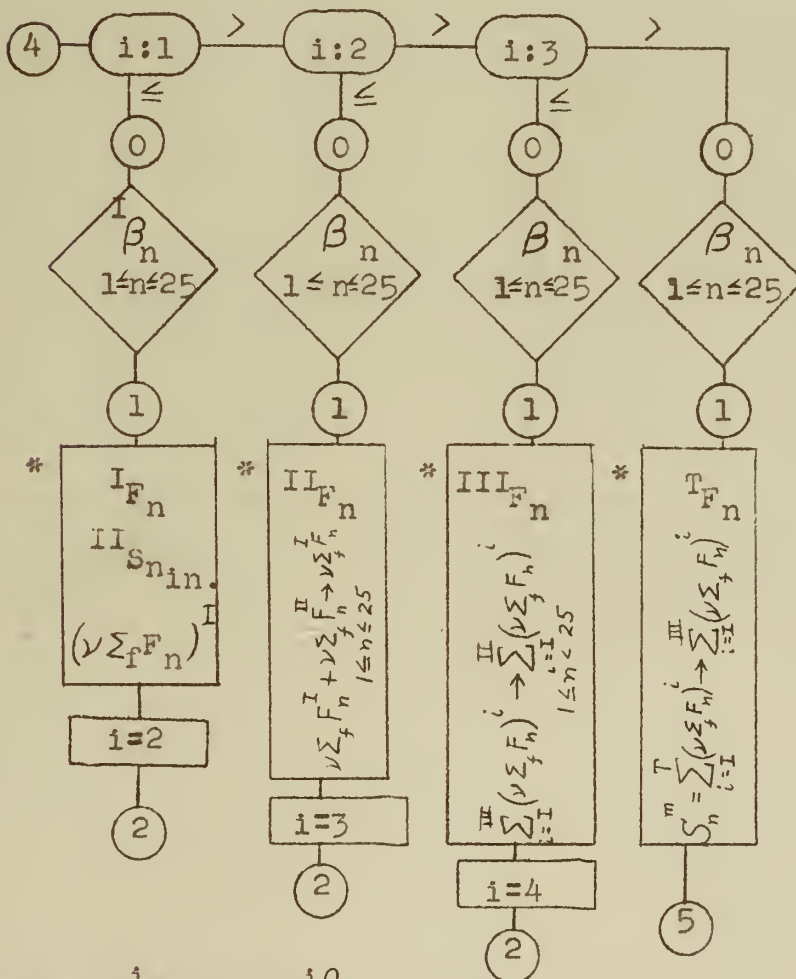 4 i:1 > i:2 > i:3 >
≤ ≤ ≤
0 0 0 0
I
βn βn βn βn
1≤n≤25 1≤n≤25 1≤n≤25 1≤n≤25
1 1 1 1
* * * *
IFn
IISnin.
(νΣfFn)I
i=2
2
IIFn
νΣfFnI + νΣfFnII → νΣfFnI
1≤n≤25
i=3
2
IIIFn
III∑i=I(νΣfFn)i → II∑i=I(νΣfFn)i
1≤n<25
i=4
2
TFn
Snm = T∑i=I(νΣfFn)i → III∑i=I(νΣfFn)i
5